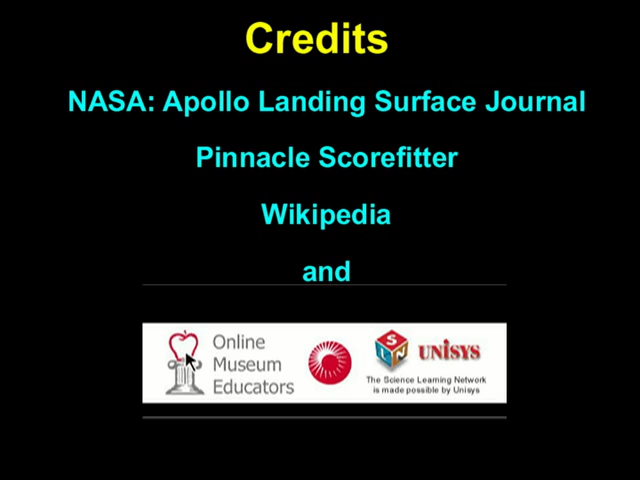 Credits
NASA: Apollo Landing Surface Journal
Pinnacle Scorefitter
Wikipedia
and
Online
Museum
Educators
SLN
UNISYS
The Science Learning Network
is made possible by Unisys